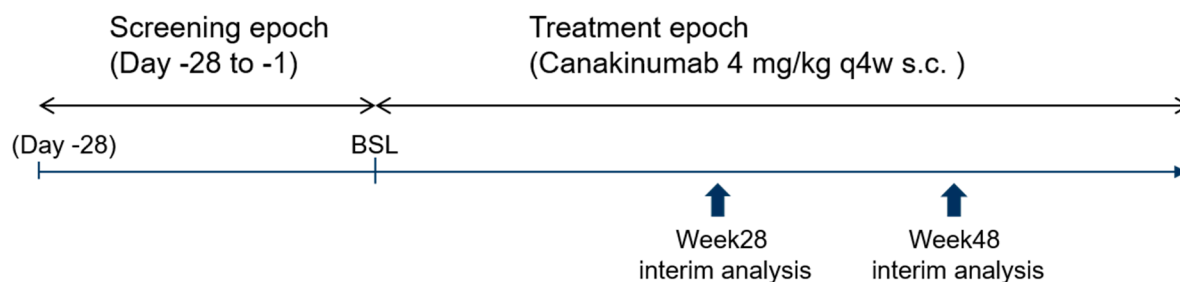 Screening epoch
(Day -28 to -1)
Treatment epoch
(Canakinumab 4 mg/kg q4w s.c. )
(Day -28)
BSL
Week28
interim analysis
Week48
interim analysis